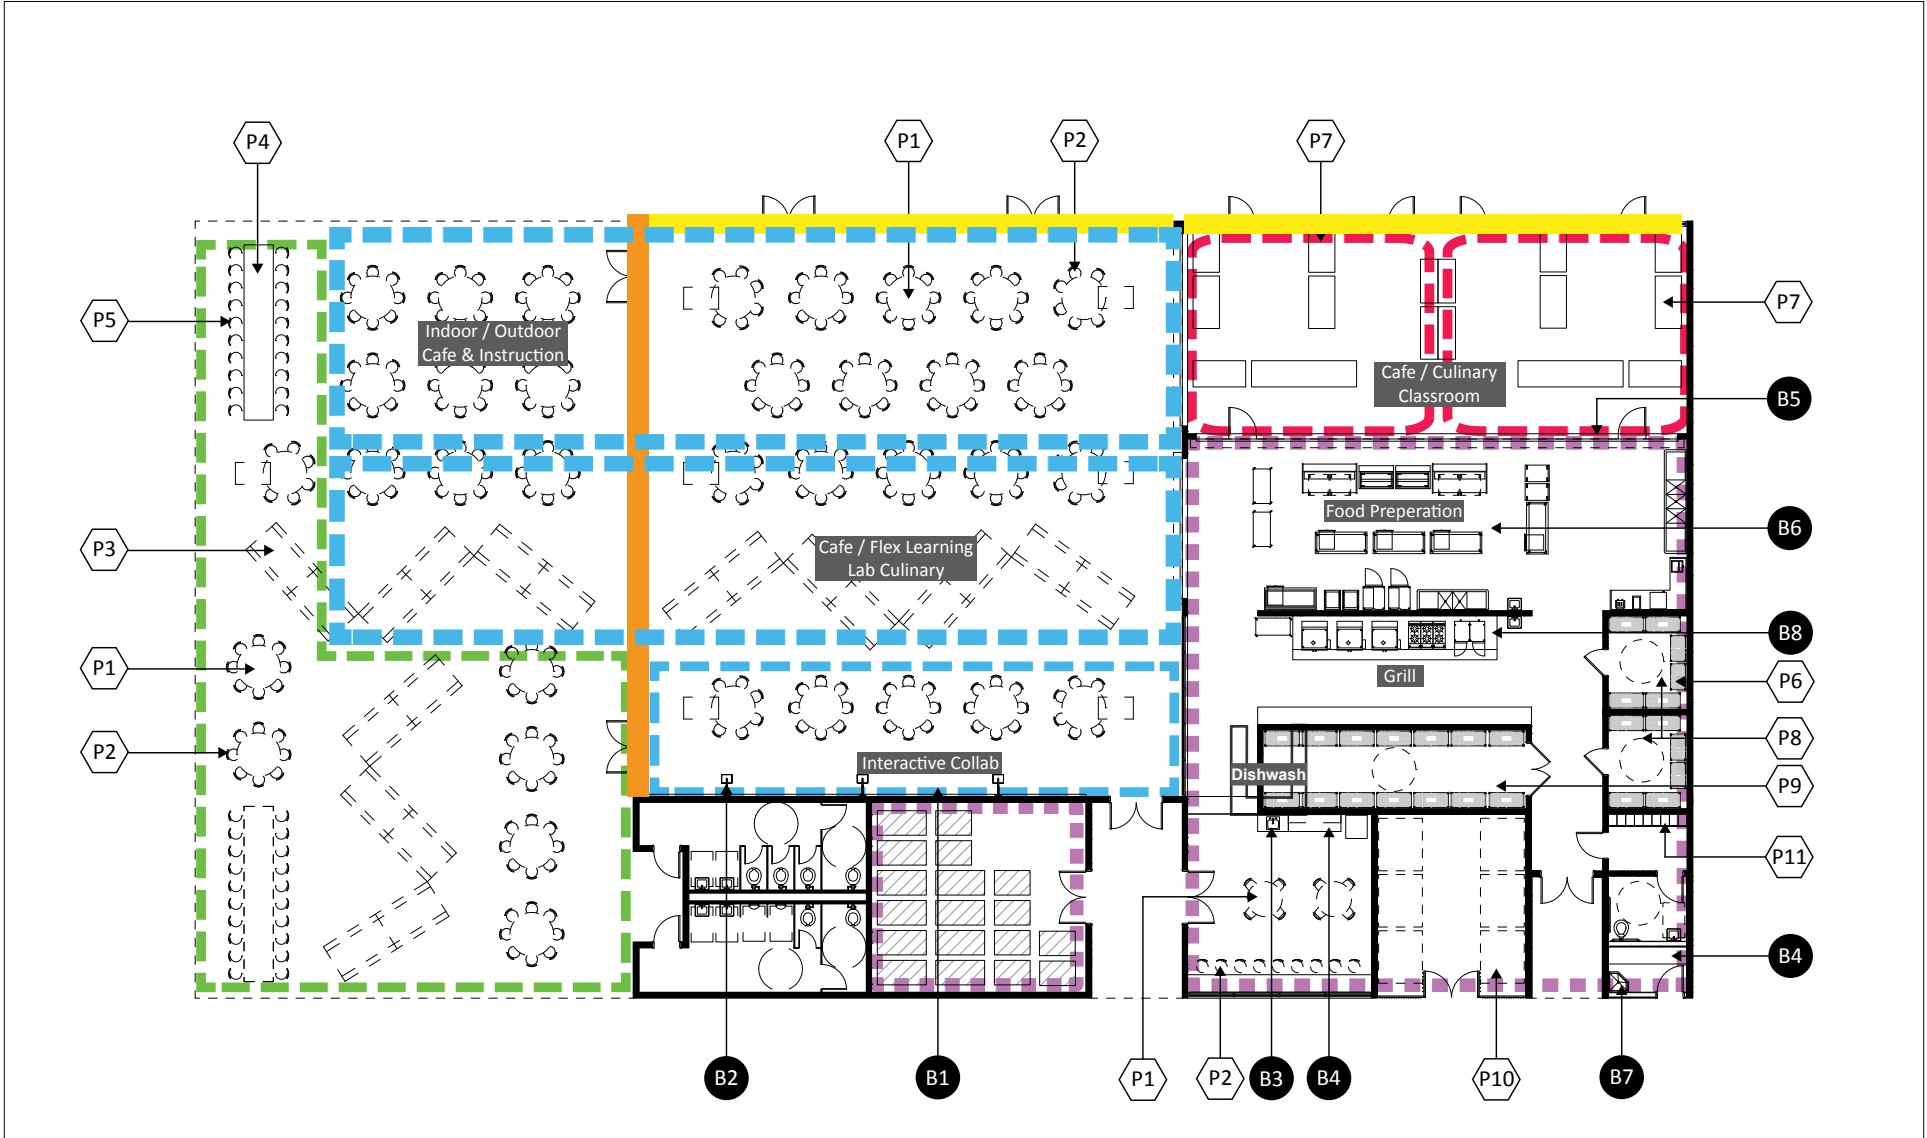 P4
P1
P2
P7
P5
Indoor / Outdoor
Cafe & Instruction
P7
Cafe / Culinary
Classroom
B5
Food Preperation
B6
P3
Cafe / Flex Learning
Lab Culinary
B8
P1
Grill
P6
P2
Interactive Collab
Dishwash
P8
P9
P11
B4
B2
B1
P1
P2
B3
B4
P10
B7